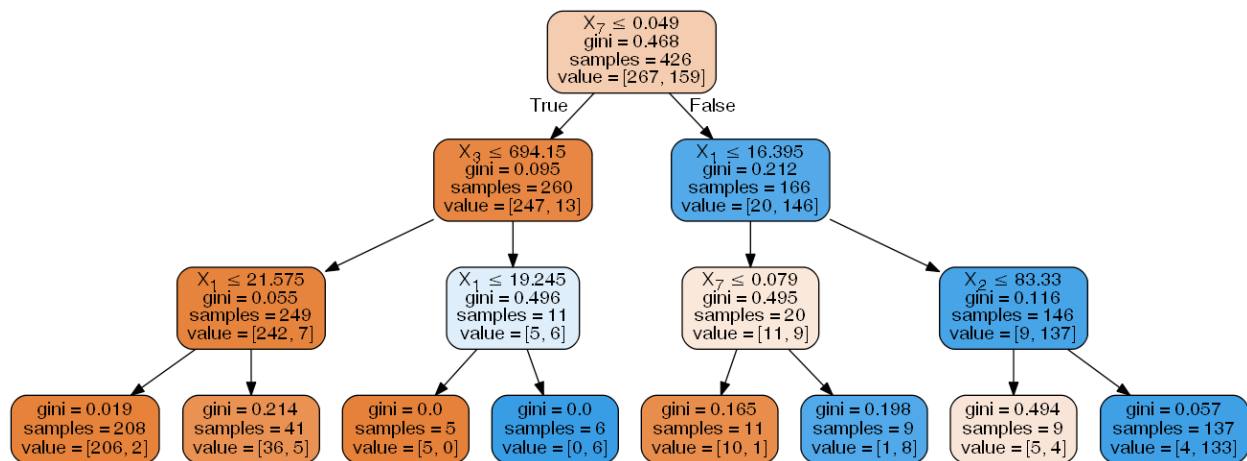 X₇ ≤ 0.049
gini = 0.468
samples = 426
value = [267, 159]
True
False
X₃ ≤ 694.15
gini = 0.095
samples = 260
value = [247, 13]
X₁ ≤ 16.395
gini = 0.212
samples = 166
value = [20, 146]
X₁ ≤ 21.575
gini = 0.055
samples = 249
value = [242, 7]
X₁ ≤ 19.245
gini = 0.496
samples = 11
value = [5, 6]
X₇ ≤ 0.079
gini = 0.495
samples = 20
value = [11, 9]
X₂ ≤ 83.33
gini = 0.116
samples = 146
value = [9, 137]
gini = 0.019
samples = 208
value = [206, 2]
gini = 0.214
samples = 41
value = [36, 5]
gini = 0.0
samples = 5
value = [5, 0]
gini = 0.0
samples = 6
value = [0, 6]
gini = 0.165
samples = 11
value = [10, 1]
gini = 0.198
samples = 9
value = [1, 8]
gini = 0.494
samples = 9
value = [5, 4]
gini = 0.057
samples = 137
value = [4, 133]